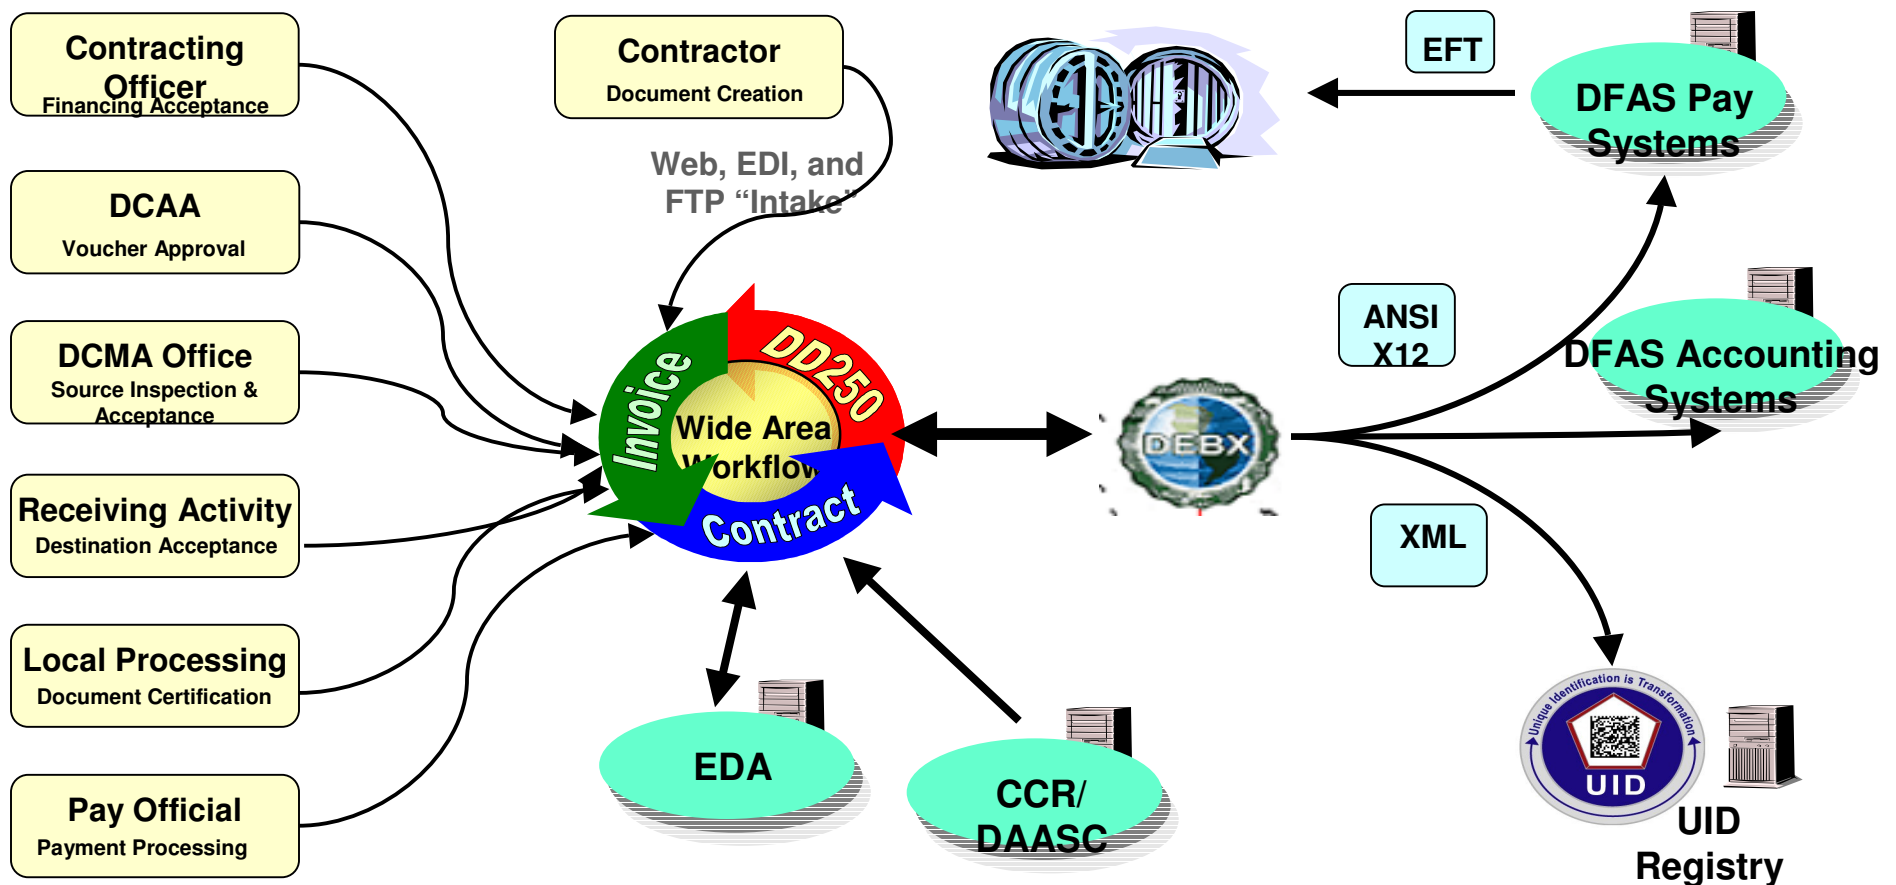 Contracting
Officer
Financing Acceptance
DCAA
Voucher Approval
DCMA Office
Source Inspection &
Acceptance
Receiving Activity
Destination Acceptance
Local Processing
Document Certification
Pay Official
Payment Processing
Contractor
Document Creation
Web, EDI, and
FTP “Intake”
Invoice
DD250
Contract
Wide Area
Workflow
EDA
CCR/
DAASC
DEBX
EFT
DFAS Pay
Systems
ANSI
X12
DFAS Accounting
Systems
XML
Unique Identification is Transformation
UID
UID
Registry